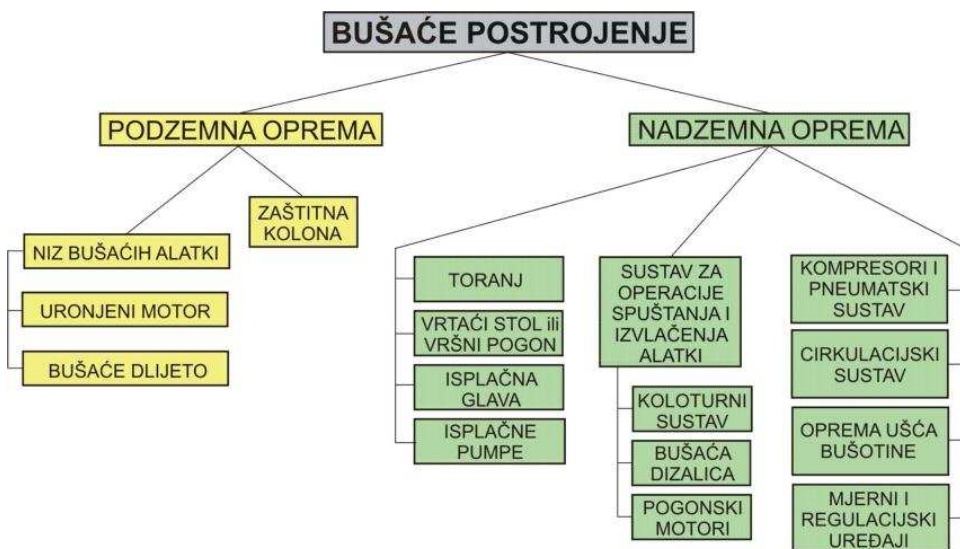 BUŠAĆE POSTROJENJE
PODZEMNA OPREMA
NADZEMNA OPREMA
ZAŠTITNA
KOLONA
NIZ BUŠAĆIH ALATKI
URONJENI MOTOR
BUŠAĆE DLIJETO
TORANJ
VRTAĆI STOL ili
VRŠNI POGON
ISPLAČNA
GLAVA
ISPLAČNE
PUMPE
SUSTAV ZA
OPERACIJE
SPUŠTANJA I
IZVLAČENJA
ALATKI
KOLOTURNI
SUSTAV
BUŠAĆA
DIZALICA
POGONSKI
MOTORI
KOMPRESORI I
PNEUMATSKI
SUSTAV
CIRKULACIJSKI
SUSTAV
OPREMA UŠĆA
BUŠOTINE
MJERNI I
REGULACIJSKI
UREĐAJI